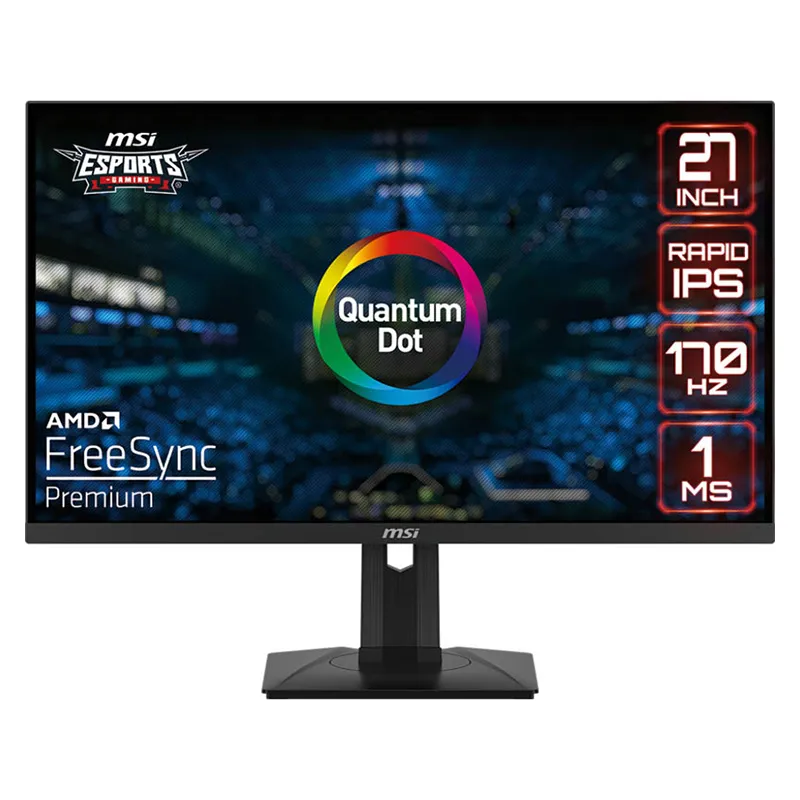 msi
ESPORTS
GAMING
27
INCH
RAPID
IPS
170
HZ
1
MS
Quantum
Dot
AMD
FreeSync
Premium
msi